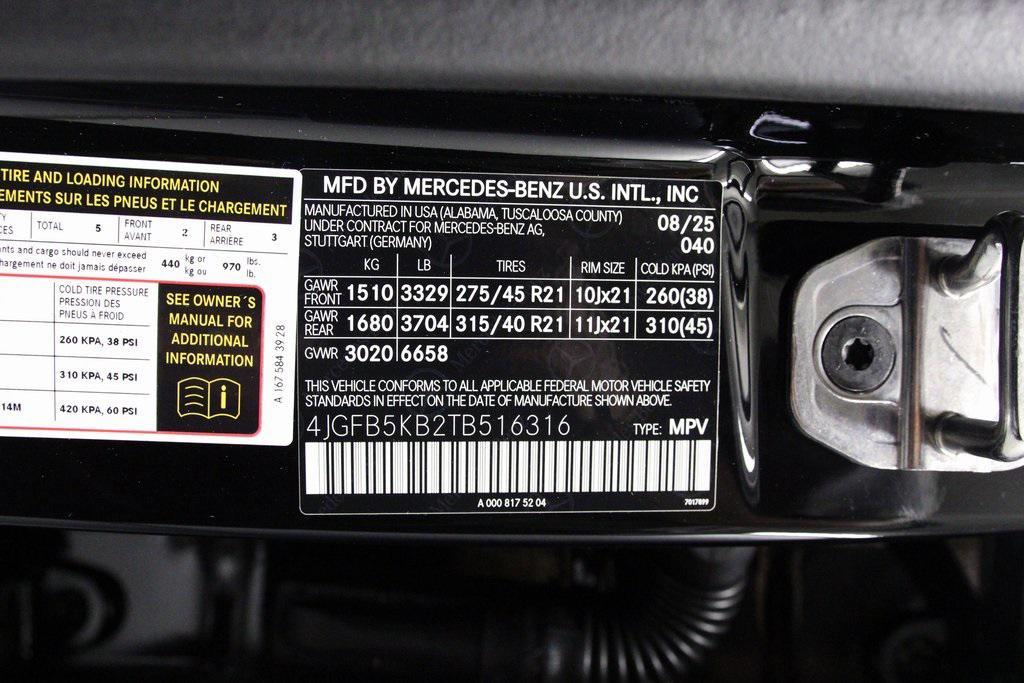 TIRE AND LOADING INFORMATION
EMENTS SUR LES PNEUS ET LE CHARGEMENT
TOTAL 5 FRONT AVANT 2 REAR ARRIERE 3
nts and cargo should never exceed
hargement ne doit jamais dépasser
440 kg or kg ou 970 lbs. lb.
COLD TIRE PRESSURE
PRESSION DES
PNEUS À FROID
260 KPA, 38 PSI
310 KPA, 45 PSI
14M 420 KPA, 60 PSI
SEE OWNER´S
MANUAL FOR
ADDITIONAL
INFORMATION
A 167 584 39 28
MFD BY MERCEDES-BENZ U.S. INTL., INC
MANUFACTURED IN USA (ALABAMA, TUSCALOOSA COUNTY) 08/25
UNDER CONTRACT FOR MERCEDES-BENZ AG,
STUTTGART (GERMANY) 040
KG LB TIRES RIM SIZE COLD KPA (PSI)
GAWR FRONT 1510 3329 275/45 R21 10Jx21 260(38)
GAWR REAR 1680 3704 315/40 R21 11Jx21 310(45)
GVWR 3020 6658
THIS VEHICLE CONFORMS TO ALL APPLICABLE FEDERAL MOTOR VEHICLE SAFETY
STANDARDS IN EFFECT ON THE DATE OF MANUFACTURE SHOWN ABOVE.
4JGFB5KB2TB516316 TYPE: MPV
A 000 817 52 04 7017099